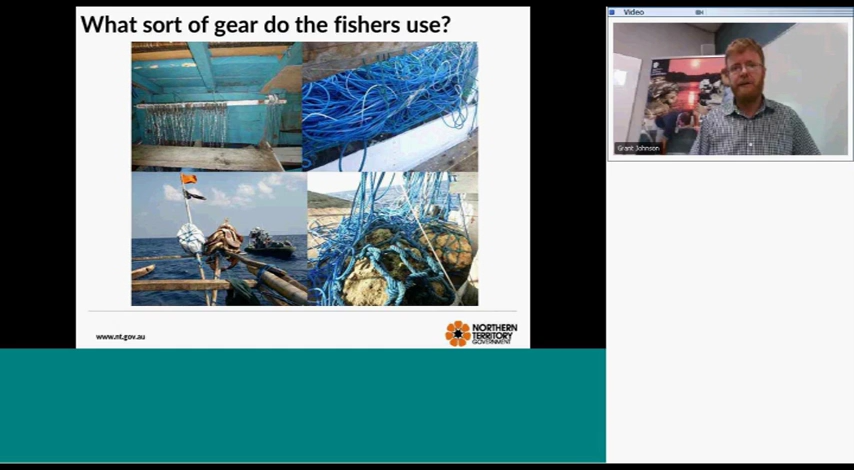 What sort of gear do the fishers use?
www.nt.gov.au
NORTHERN
TERRITORY
GOVERNMENT
Video
Grant Johnson